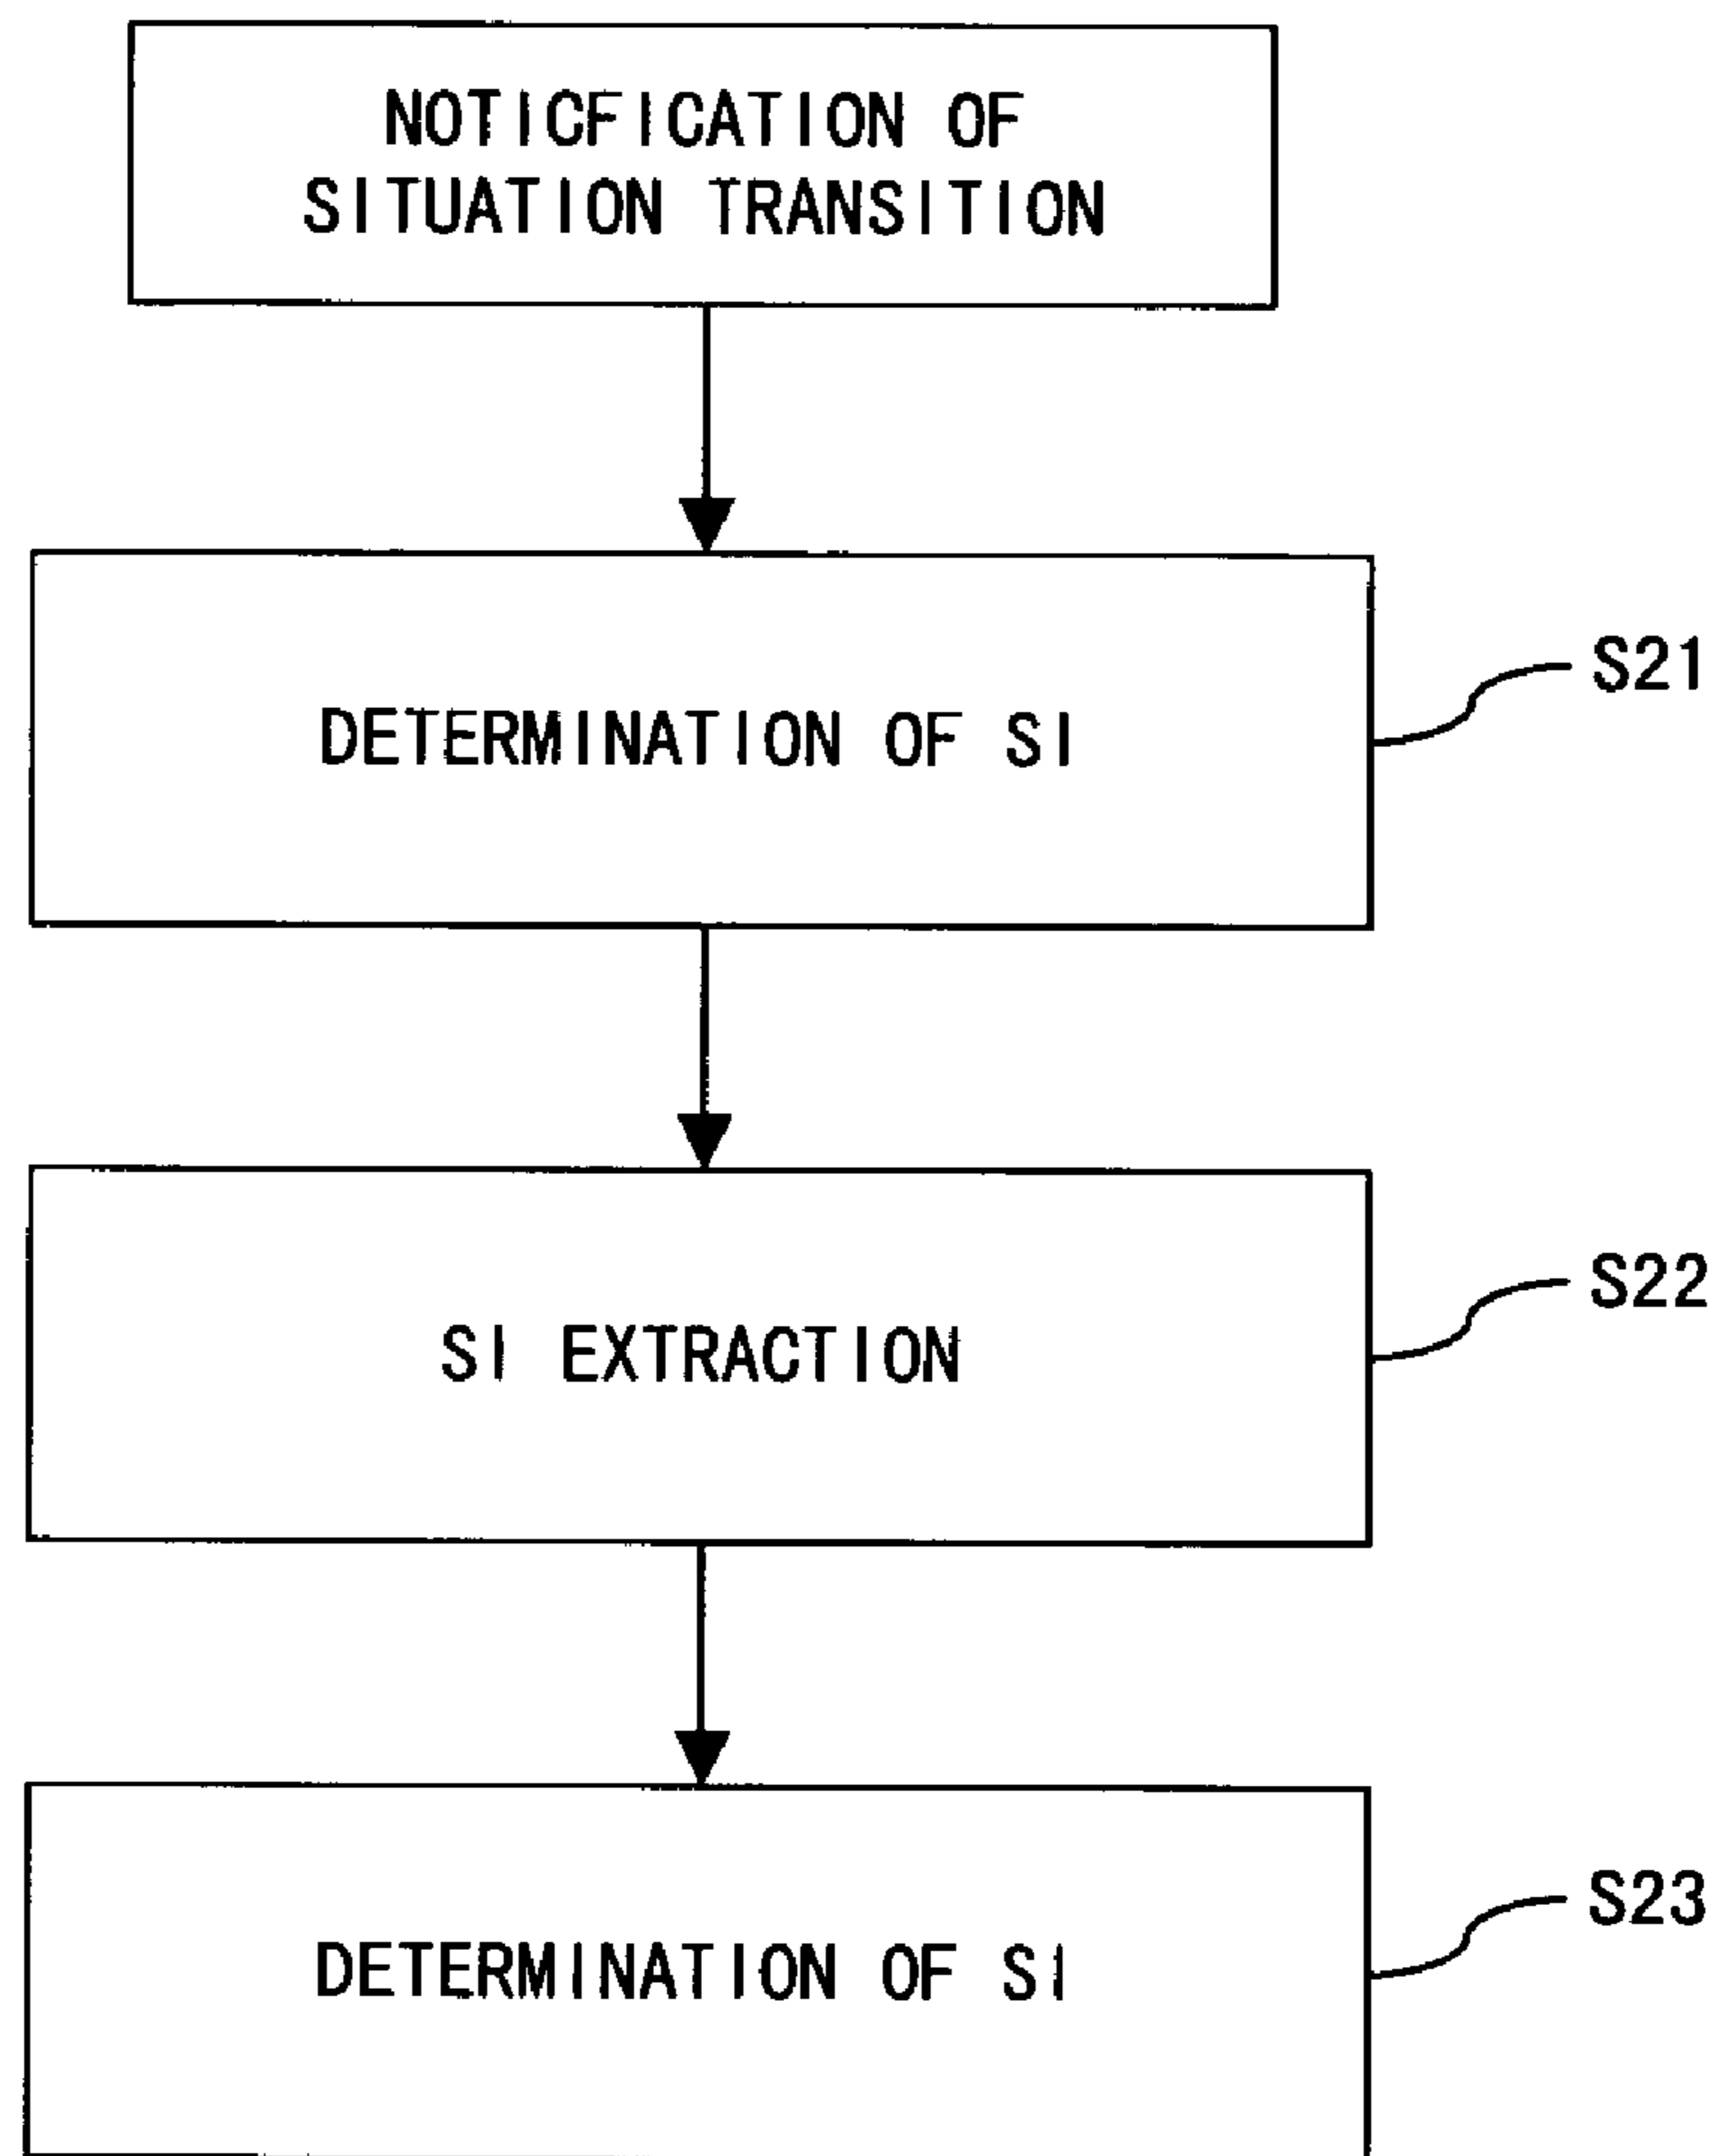 NOTICFICATION OF
SITUATION TRANSITION
DETERMINATION OF SI
S21
SI EXTRACTION
S22
DETERMINATION OF SI
S23